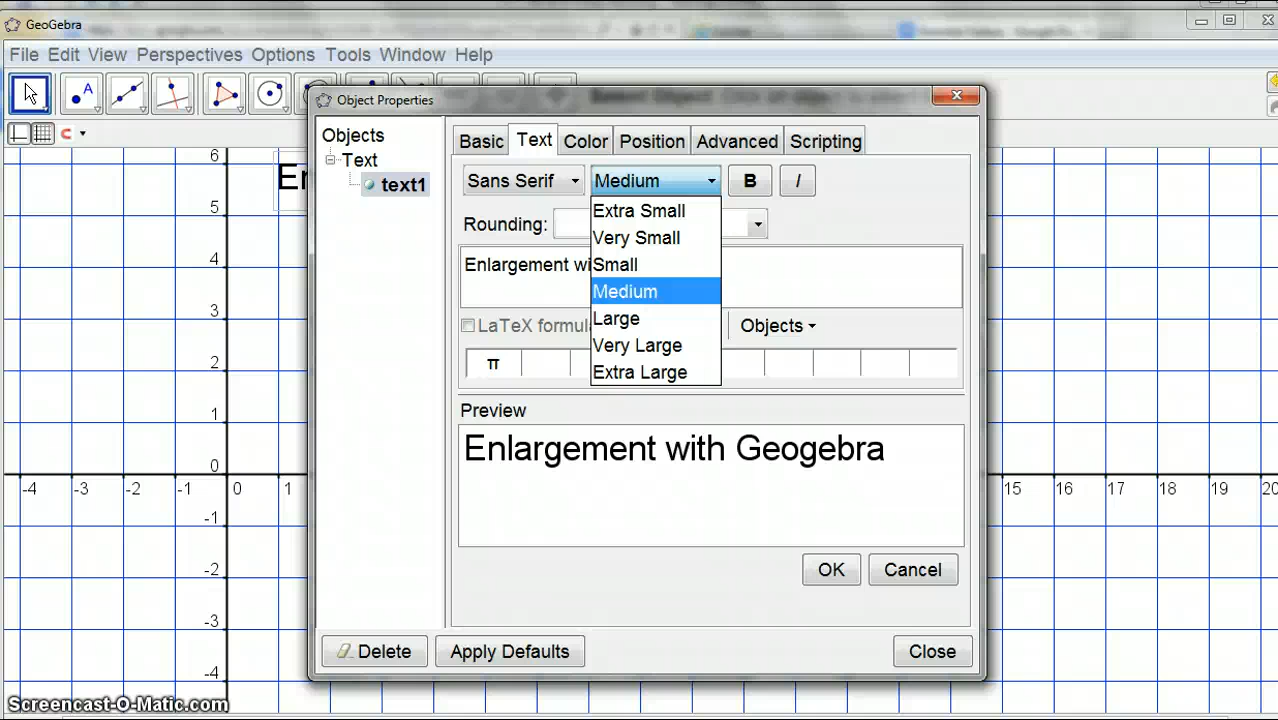 GeoGebra
File Edit View Perspectives Options Tools Window Help
A
Object Properties
Objects
Text
text1
Basic Text Color Position Advanced Scripting
Sans Serif Medium B I
Extra Small
Very Small
Small
Medium
Large
Very Large
Extra Large
Rounding:
Enlargement wi
LaTeX formul
Objects
π
Preview
Enlargement with Geogebra
OK Cancel
Delete Apply Defaults Close
En
6
5
4
3
2
1
0
-4 -3 -2 -1 0 1 15 16 17 18 19 20
-1
-2
-3
-4
Screencast-O-Matic.com